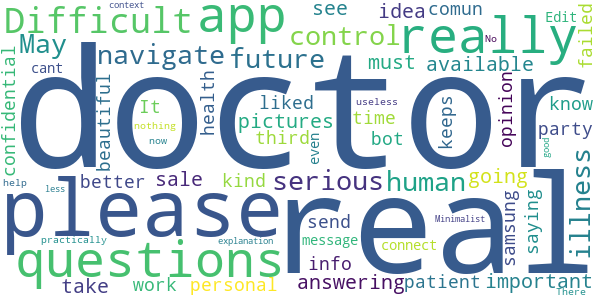 context
Difficult app see idea comun Edit No failed
May control really
cant navigate future must available
confidential beautiful health doctor keeps opinion know
It liked
pictures time party
third bot
nothing now even useless good
help better sale kind serious human going illness
less please real
send Minimalist samsung saying
practically explanation message connect
questions info answering patient important
take work personal There